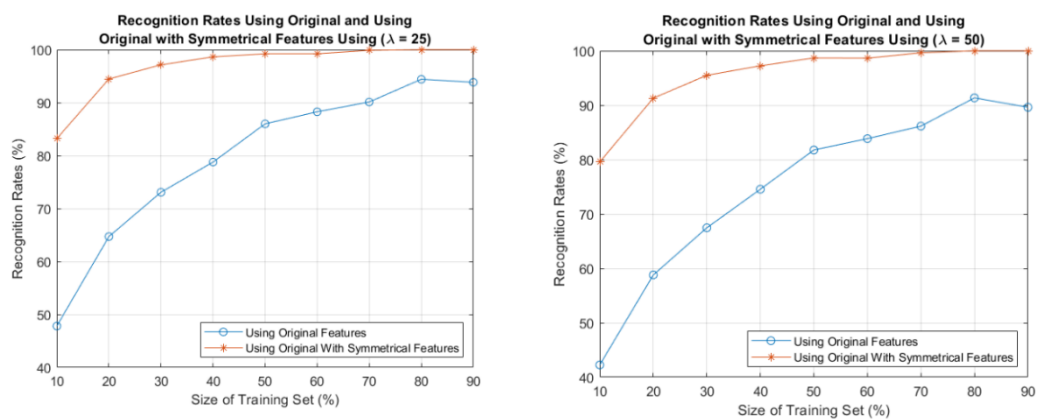 Recognition Rates Using Original and Using
Original with Symmetrical Features Using (λ = 25)
100
90
80
70
60
50
40
Recognition Rates (%)
Using Original Features
Using Original With Symmetrical Features
10 20 30 40 50 60 70 80 90
Size of Training Set (%)
Recognition Rates Using Original and Using
Original with Symmetrical Features Using (λ = 50)
100
90
80
70
60
50
40
Recognition Rates (%)
Using Original Features
Using Original With Symmetrical Features
10 20 30 40 50 60 70 80 90
Size of Training Set (%)